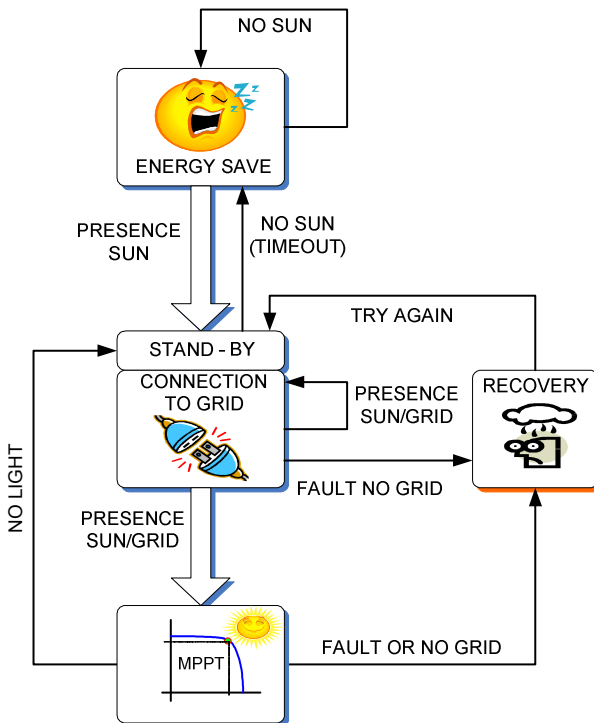 NO SUN
Z Z
Z Z
ENERGY SAVE
PRESENCE
SUN
NO SUN
(TIMEOUT)
TRY AGAIN
STAND - BY
CONNECTION
TO GRID
PRESENCE
SUN/GRID
RECOVERY
FAULT NO GRID
NO LIGHT
PRESENCE
SUN/GRID
MPPT
FAULT OR NO GRID